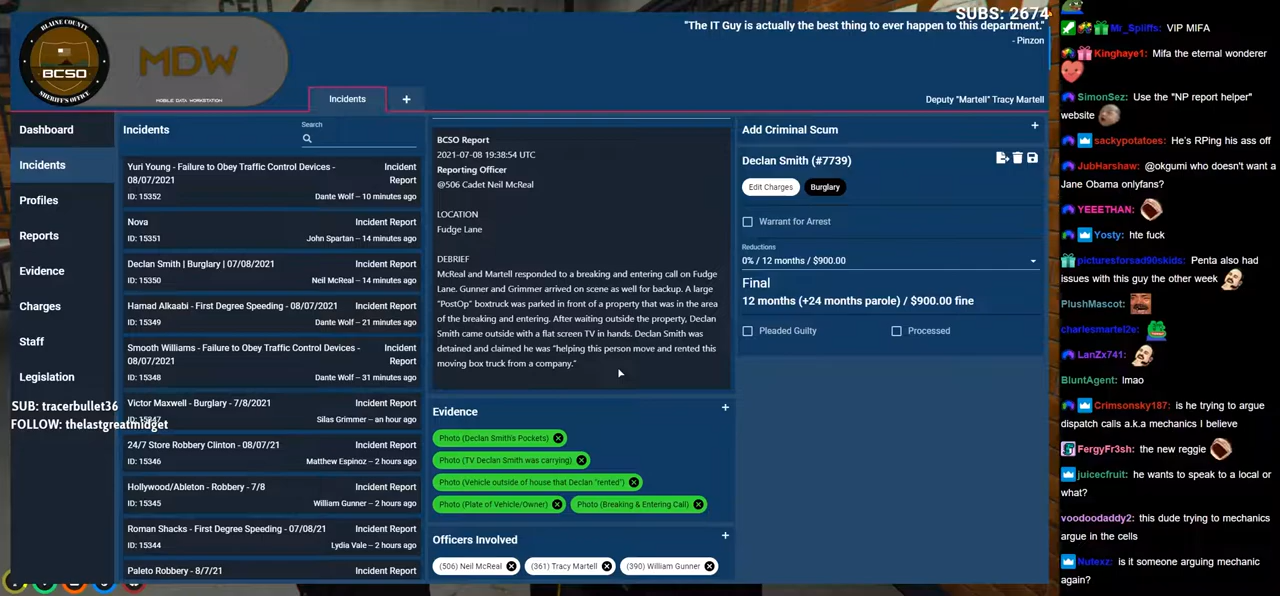 SUBS: 2674
"The IT Guy is actually the best thing to ever happen to this department."
- Pinzon
BLAINE COUNTY
BCSO
SHERIFF'S OFFICE
MDW
MOBILE DATA WORKSTATION
Incidents
+
Deputy "Martell" Tracy Martell
Dashboard
Incidents
Profiles
Reports
Evidence
Charges
Staff
Legislation
SUB: tracerbullet36
FOLLOW: thelastgreatmidget
Incidents
Search
Yuri Young - Failure to Obey Traffic Control Devices - 08/07/2021
Incident Report
ID: 15352
Dante Wolf – 10 minutes ago
Nova
Incident Report
ID: 15351
John Spartan – 14 minutes ago
Declan Smith | Burglary | 07/08/2021
Incident Report
ID: 15350
Neil McReal – 14 minutes ago
Hamad Alkaabi - First Degree Speeding - 08/07/2021
Incident Report
ID: 15349
Dante Wolf – 21 minutes ago
Smooth Williams - Failure to Obey Traffic Control Devices - 08/07/2021
Incident Report
ID: 15348
Dante Wolf – 31 minutes ago
Victor Maxwell - Burglary - 7/8/2021
Incident Report
ID: 15347
Silas Grimmer – an hour ago
24/7 Store Robbery Clinton - 08/07/21
Incident Report
ID: 15346
Matthew Espinoz – 2 hours ago
Hollywood/Ableton - Robbery - 7/8
Incident Report
ID: 15345
William Gunner – 2 hours ago
Roman Shacks - First Degree Speeding - 07/08/21
Incident Report
ID: 15344
Lydia Vale – 2 hours ago
Paleto Robbery - 8/7/21
Incident Report
BCSO Report
2021-07-08 19:38:54 UTC
Reporting Officer
@506 Cadet Neil McReal
LOCATION
Fudge Lane
DEBRIEF
McReal and Martell responded to a breaking and entering call on Fudge
Lane. Gunner and Grimmer arrived on scene as well for backup. A large
"PostOp" boxtruck was parked in front of a property that was in the area
of the breaking and entering. After waiting outside the property, Declan
Smith came outside with a flat screen TV in hands. Declan Smith was
detained and claimed he was "helping this person move and rented this
moving box truck from a company."
Evidence
+
Photo (Declan Smith's Pockets)
Photo (TV Declan Smith was carrying)
Photo (Vehicle outside of house that Declan "rented")
Photo (Plate of Vehicle/Owner)
Photo (Breaking & Entering Call)
Officers Involved
+
(506) Neil McReal
(361) Tracy Martell
(390) William Gunner
Add Criminal Scum
+
Declan Smith (#7739)
Edit Charges
Burglary
Warrant for Arrest
Reductions
0% / 12 months / $900.00
Final
12 months (+24 months parole) / $900.00 fine
Pleaded Guilty
Processed
Mr_Spliffs: VIP MIFA
Kinghaye1: Mifa the eternal wonderer
SimonSez: Use the "NP report helper"
website
sackypotatoes: He's RPing his ass off
JubHarshaw: @okgumi who doesn't want a
Jane Obama onlyfans?
YEEETHAN:
Yosty: hte fuck
picturesforsad90skids: Penta also had
issues with this guy the other week
PlushMascot:
charlesmartel2e:
LanZx741:
BluntAgent: lmao
Crimsonsky187: is he trying to argue
dispatch calls a.k.a mechanics I believe
FergyFr3sh: the new reggie
juicecfruit: he wants to speak to a local or
what?
voodoodaddy2: this dude trying to mechanics
argue in the cells
Nutexz: is it someone arguing mechanic
again?